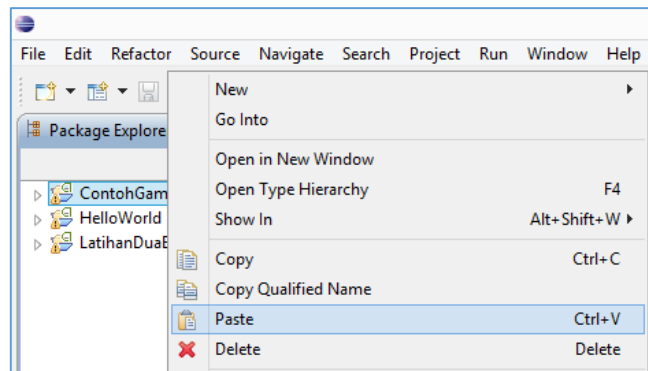 File Edit Refactor Source Navigate Search Project Run Window Help
New
Package Explore
Go Into
Open in New Window
ContohGam
Open Type Hierarchy F4
HelloWorld
Show In Alt+Shift+W
LatihanDuaE
Copy Ctrl+C
Copy Qualified Name
Paste Ctrl+V
Delete Delete